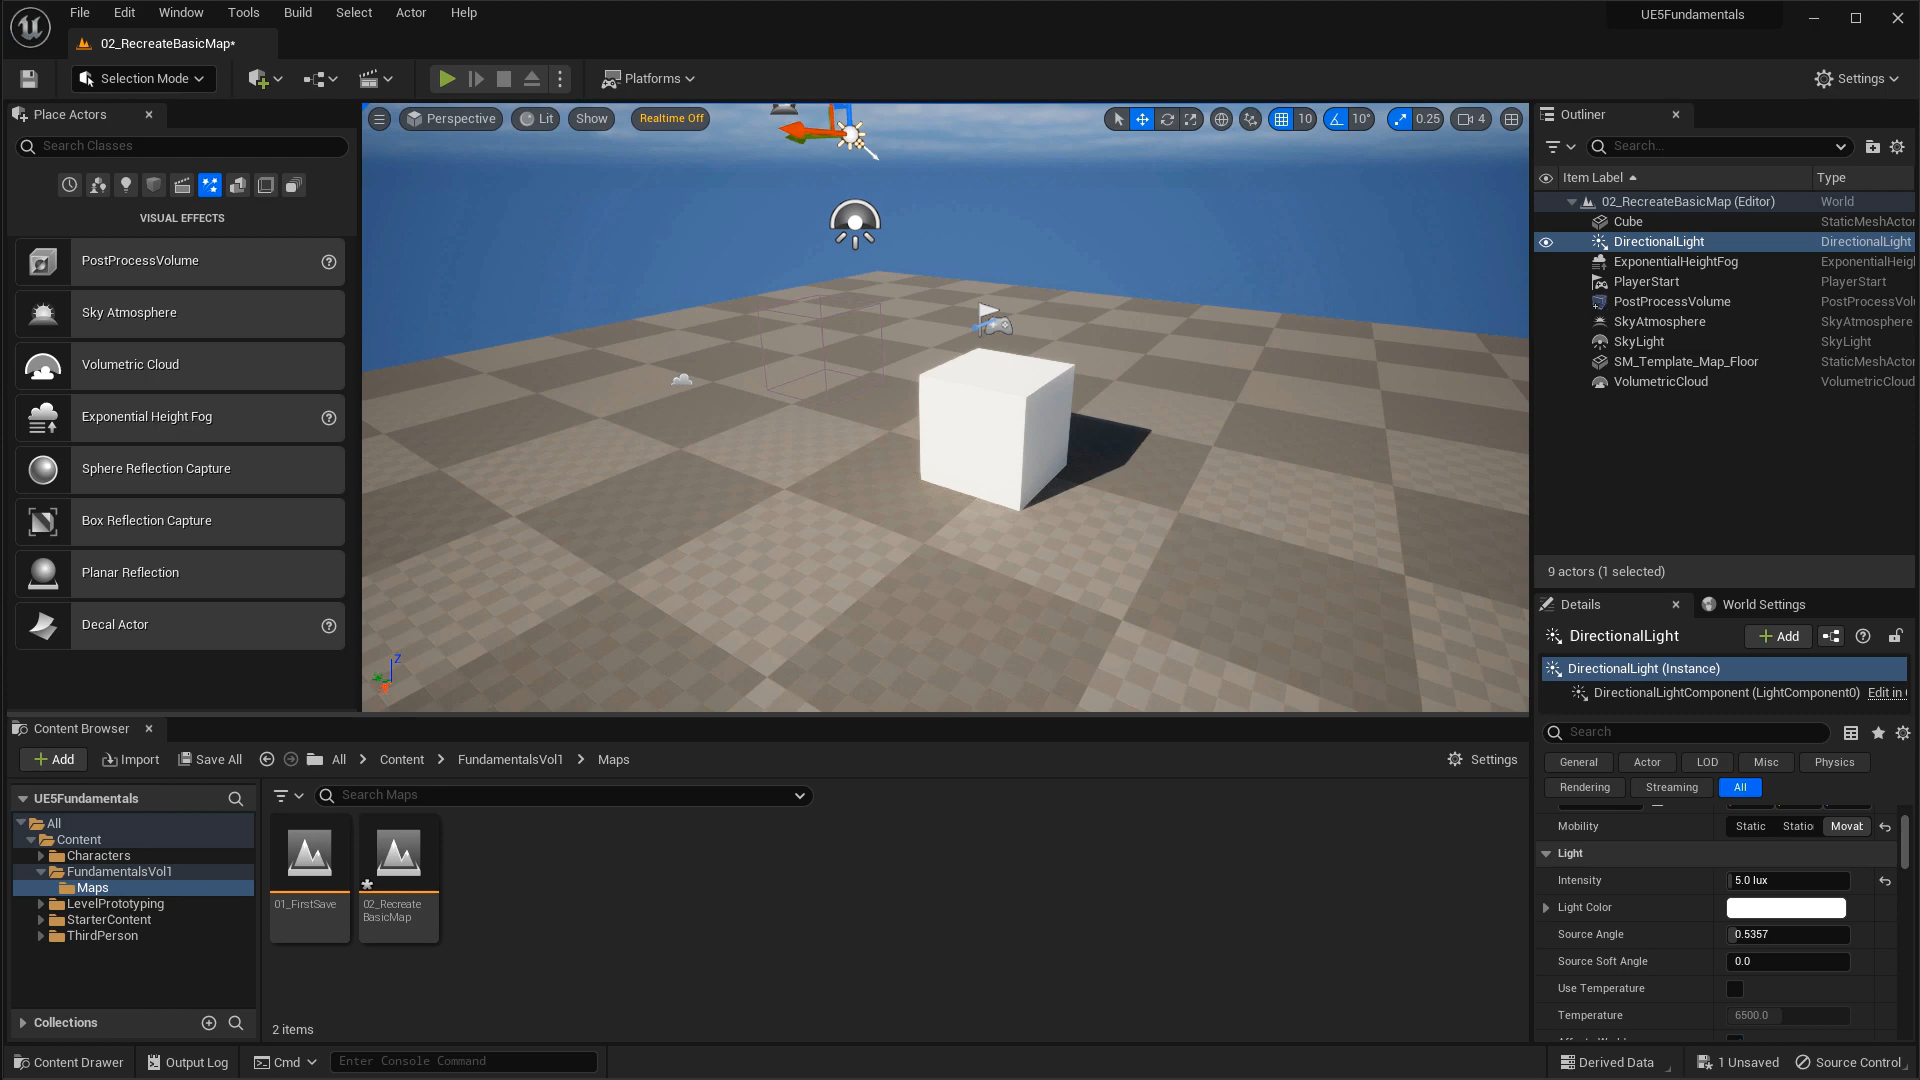 File Edit Window Tools Build Select Actor Help
UE5Fundamentals
02_RecreateBasicMap*
Selection Mode
Platforms
Settings
Place Actors
Search Classes
VISUAL EFFECTS
PostProcessVolume
Sky Atmosphere
Volumetric Cloud
Exponential Height Fog
Sphere Reflection Capture
Box Reflection Capture
Planar Reflection
Decal Actor
Perspective Lit Show Realtime Off
10 10° 0.25 4
Z
Outliner
Search...
Item Label Type
02_RecreateBasicMap (Editor) World
Cube StaticMeshActor
DirectionalLight DirectionalLight
ExponentialHeightFog ExponentialHeigl
PlayerStart PlayerStart
PostProcessVolume PostProcessVolu
SkyAtmosphere SkyAtmosphere
SkyLight SkyLight
SM_Template_Map_Floor StaticMeshActor
VolumetricCloud VolumetricCloud
9 actors (1 selected)
Details World Settings
DirectionalLight Add
DirectionalLight (Instance)
DirectionalLightComponent (LightComponent0) Edit in
Search
General Actor LOD Misc Physics
Rendering Streaming All
Mobility Static Statio Movat
Light
Intensity 5.0 lux
Light Color
Source Angle 0.5357
Source Soft Angle 0.0
Use Temperature
Temperature 6500.0
Content Browser
Add Import Save All All Content FundamentalsVol1 Maps Settings
UE5Fundamentals
All
Content
Characters
FundamentalsVol1
Maps
LevelPrototyping
StarterContent
ThirdPerson
Collections
Search Maps
01_FirstSave
02_Recreate
BasicMap
2 items
Content Drawer Output Log Cmd Enter Console Command Derived Data 1 Unsaved Source Control